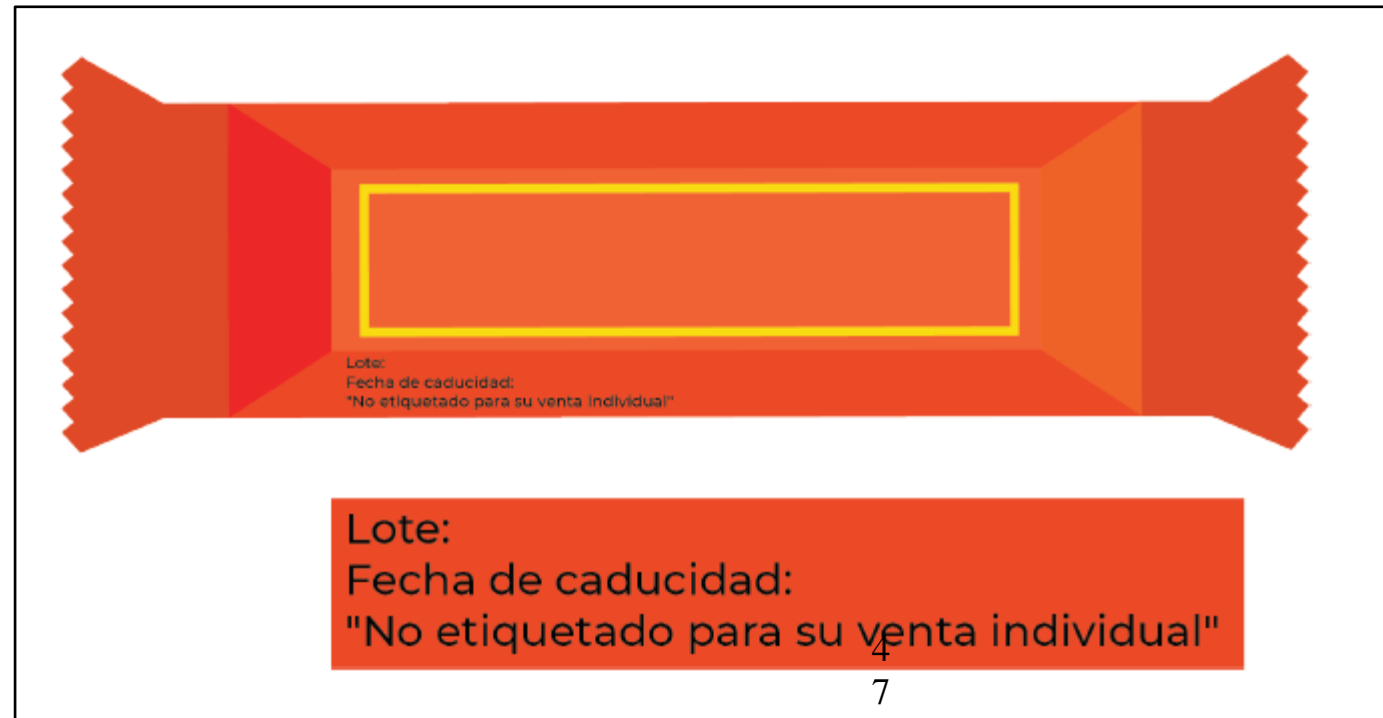 Lote:
Fecha de caducidad:
"No etiquetado para su venta individual"
Lote:
Fecha de caducidad:
"No etiquetado para su venta individual"
4
7